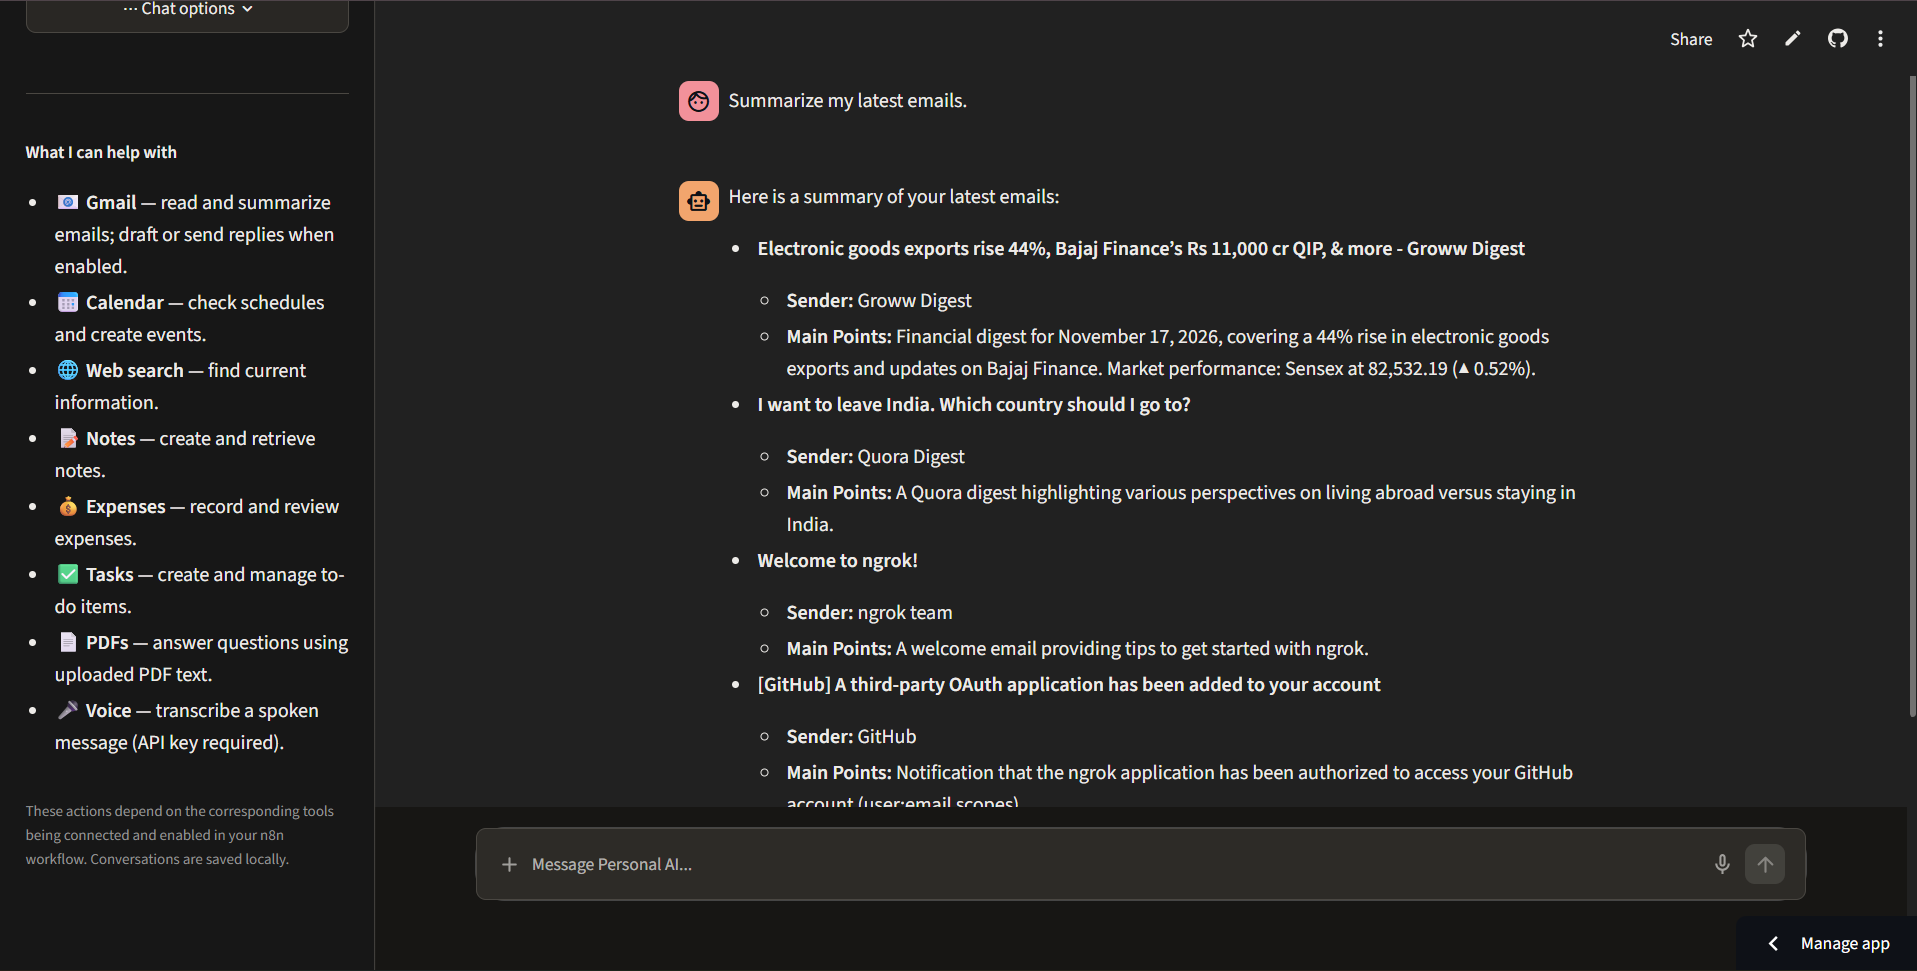 ··· Chat options
What I can help with
Gmail — read and summarize
emails; draft or send replies when
enabled.
Calendar — check schedules
and create events.
Web search — find current
information.
Notes — create and retrieve
notes.
Expenses — record and review
expenses.
Tasks — create and manage to-
do items.
PDFs — answer questions using
uploaded PDF text.
Voice — transcribe a spoken
message (API key required).
These actions depend on the corresponding tools
being connected and enabled in your n8n
workflow. Conversations are saved locally.
Share
Summarize my latest emails.
Here is a summary of your latest emails:
Electronic goods exports rise 44%, Bajaj Finance’s Rs 11,000 cr QIP, & more - Groww Digest
Sender: Groww Digest
Main Points: Financial digest for November 17, 2026, covering a 44% rise in electronic goods
exports and updates on Bajaj Finance. Market performance: Sensex at 82,532.19 (▲ 0.52%).
I want to leave India. Which country should I go to?
Sender: Quora Digest
Main Points: A Quora digest highlighting various perspectives on living abroad versus staying in
India.
Welcome to ngrok!
Sender: ngrok team
Main Points: A welcome email providing tips to get started with ngrok.
[GitHub] A third-party OAuth application has been added to your account
Sender: GitHub
Main Points: Notification that the ngrok application has been authorized to access your GitHub
account (user:email scopes)
Message Personal AI...
Manage app